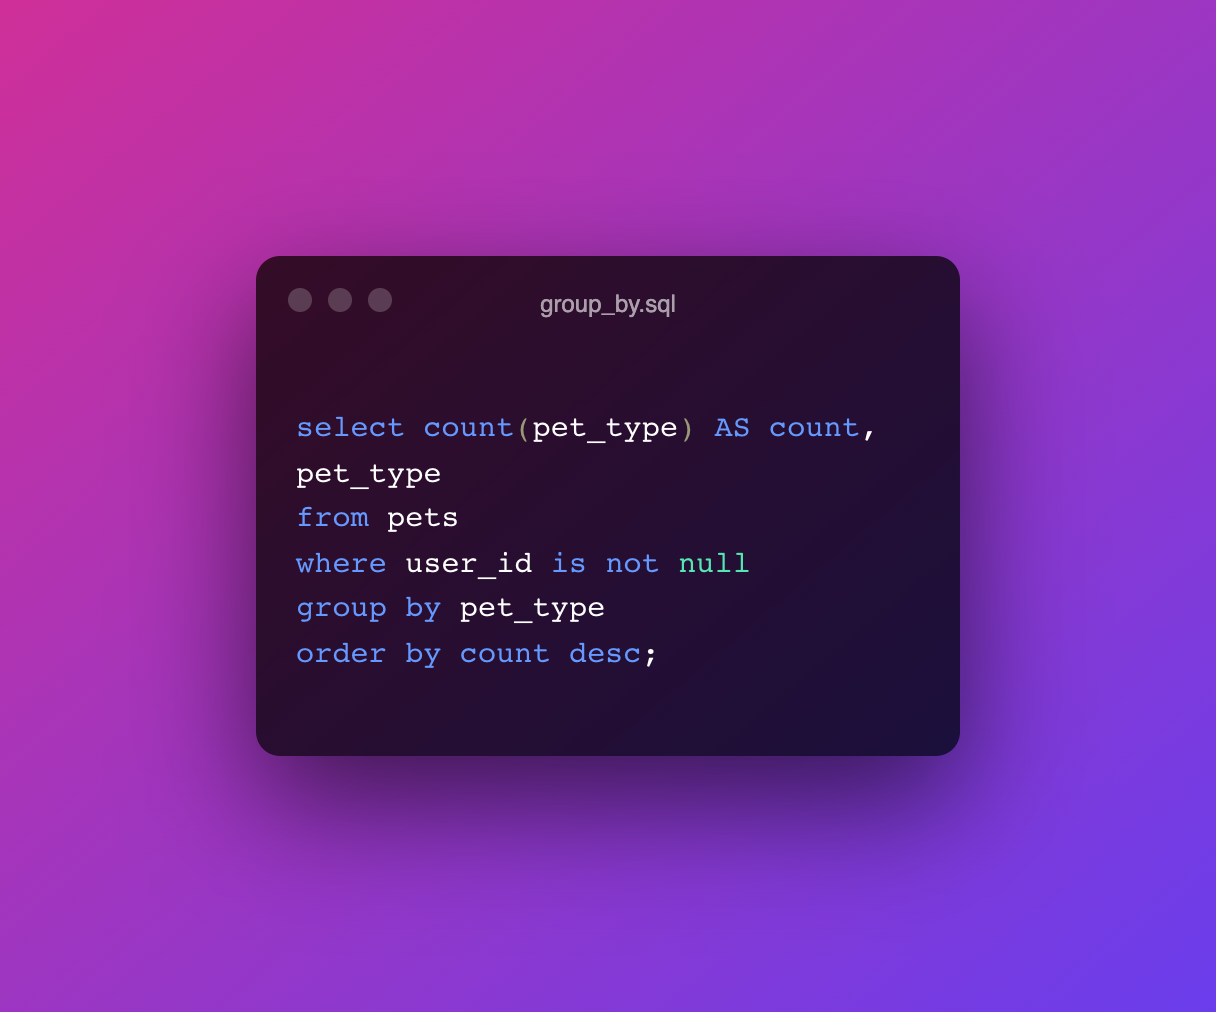 group_by.sql
select count(pet_type) AS count,
pet_type
from pets
where user_id is not null
group by pet_type
order by count desc;